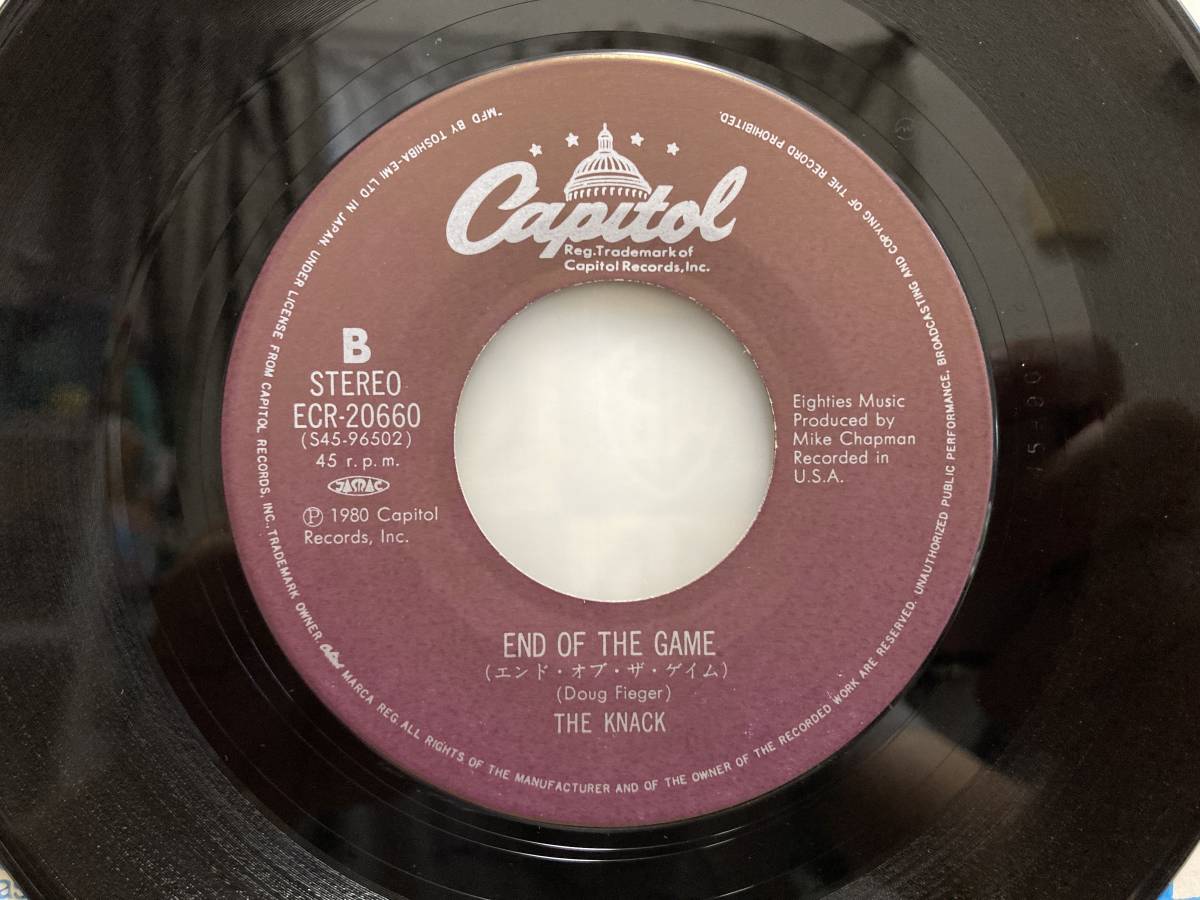 Capitol
Reg.Trademark of
Capitol Records,Inc.
B
STEREO
ECR-20660
(S45-96502)
45 r.p.m.
JASRAC
Ⓟ 1980 Capitol
Records, Inc.
Eighties Music
Produced by
Mike Chapman
Recorded in
U.S.A.
END OF THE GAME
(エンド・オブ・ザ・ゲイム)
(Doug Fieger)
THE KNACK
"MFD BY TOSHIBA-EMI LTD IN JAPAN. UNDER LICENSE FROM CAPITOL RECORDS, INC., TRADEMARK OWNER. Capitol MARCA REG ALL RIGHTS OF THE MANUFACTURER AND OF THE OWNER OF THE RECORDED WORK ARE RESERVED. UNAUTHORIZED PUBLIC PERFORMANCE, BROADCASTING AND COPYING OF THE RECORD PROHIBITED.